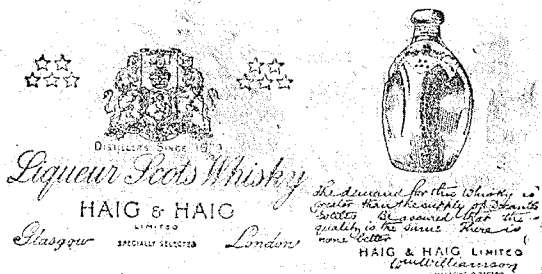 DISTILLERS SINCE 1679
Liqueur Scots Whisky
HAIG & HAIG
LIMITED
Glasgow SPECIALLY SELECTED London
The demand for this Whisky is
greater than the supply of
bottles Be assured that the
quality is the same There is
none better
HAIG & HAIG LIMITED